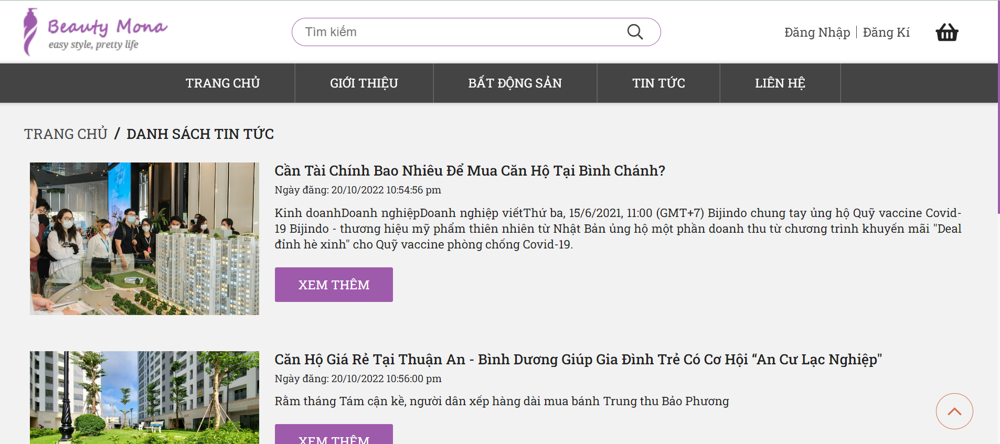 Beauty Mona
easy style, pretty life
Tìm kiếm
Đăng Nhập | Đăng Kí
TRANG CHỦ
GIỚI THIỆU
BẤT ĐỘNG SẢN
TIN TỨC
LIÊN HỆ
TRANG CHỦ / DANH SÁCH TIN TỨC
Cần Tài Chính Bao Nhiêu Để Mua Căn Hộ Tại Bình Chánh?
Ngày đăng: 20/10/2022 10:54:56 pm
Kinh doanhDoanh nghiệpDoanh nghiệp viếtThứ ba, 15/6/2021, 11:00 (GMT+7) Bijindo chung tay ủng hộ Quỹ vaccine Covid-
19 Bijindo - thương hiệu mỹ phẩm thiên nhiên từ Nhật Bản ủng hộ một phần doanh thu từ chương trình khuyến mãi "Deal
đỉnh hè xinh" cho Quỹ vaccine phòng chống Covid-19.
XEM THÊM
Căn Hộ Giá Rẻ Tại Thuận An - Bình Dương Giúp Gia Đình Trẻ Có Cơ Hội “An Cư Lạc Nghiệp"
Ngày đăng: 20/10/2022 10:56:00 pm
Rằm tháng Tám cận kề, người dân xếp hàng dài mua bánh Trung thu Bảo Phương
XEM THÊM